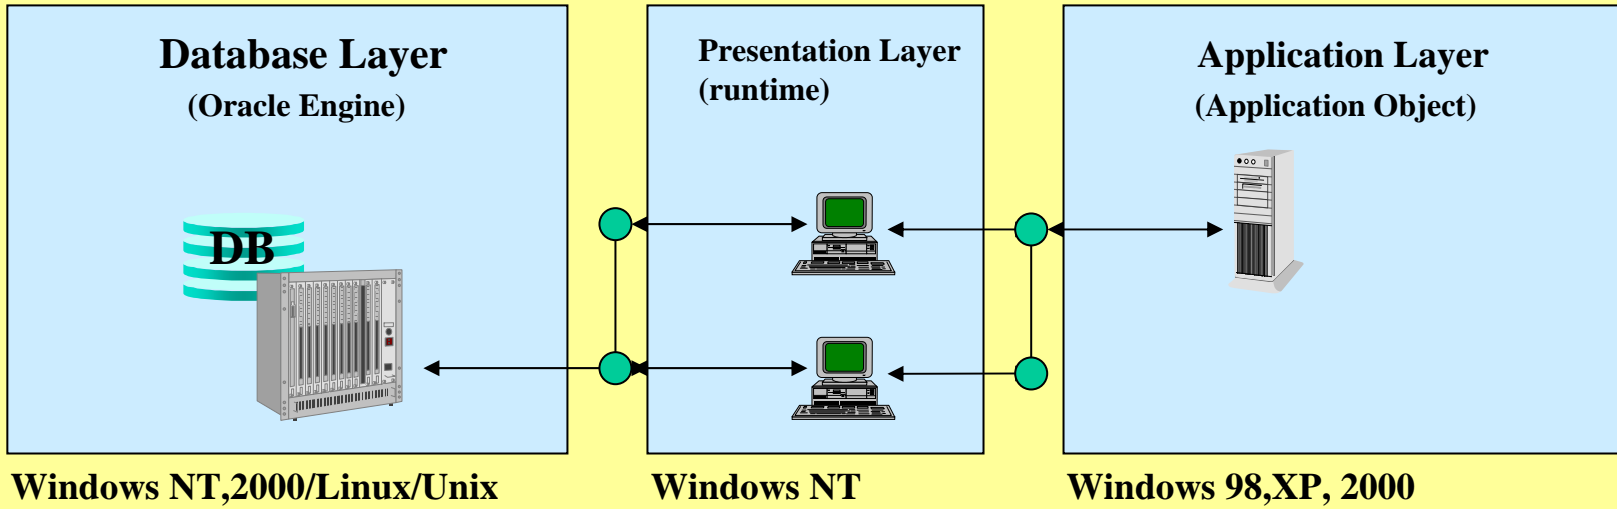 Database Layer
(Oracle Engine)
DB
Windows NT,2000/Linux/Unix
Presentation Layer
(runtime)
Windows NT
Application Layer
(Application Object)
Windows 98,XP, 2000